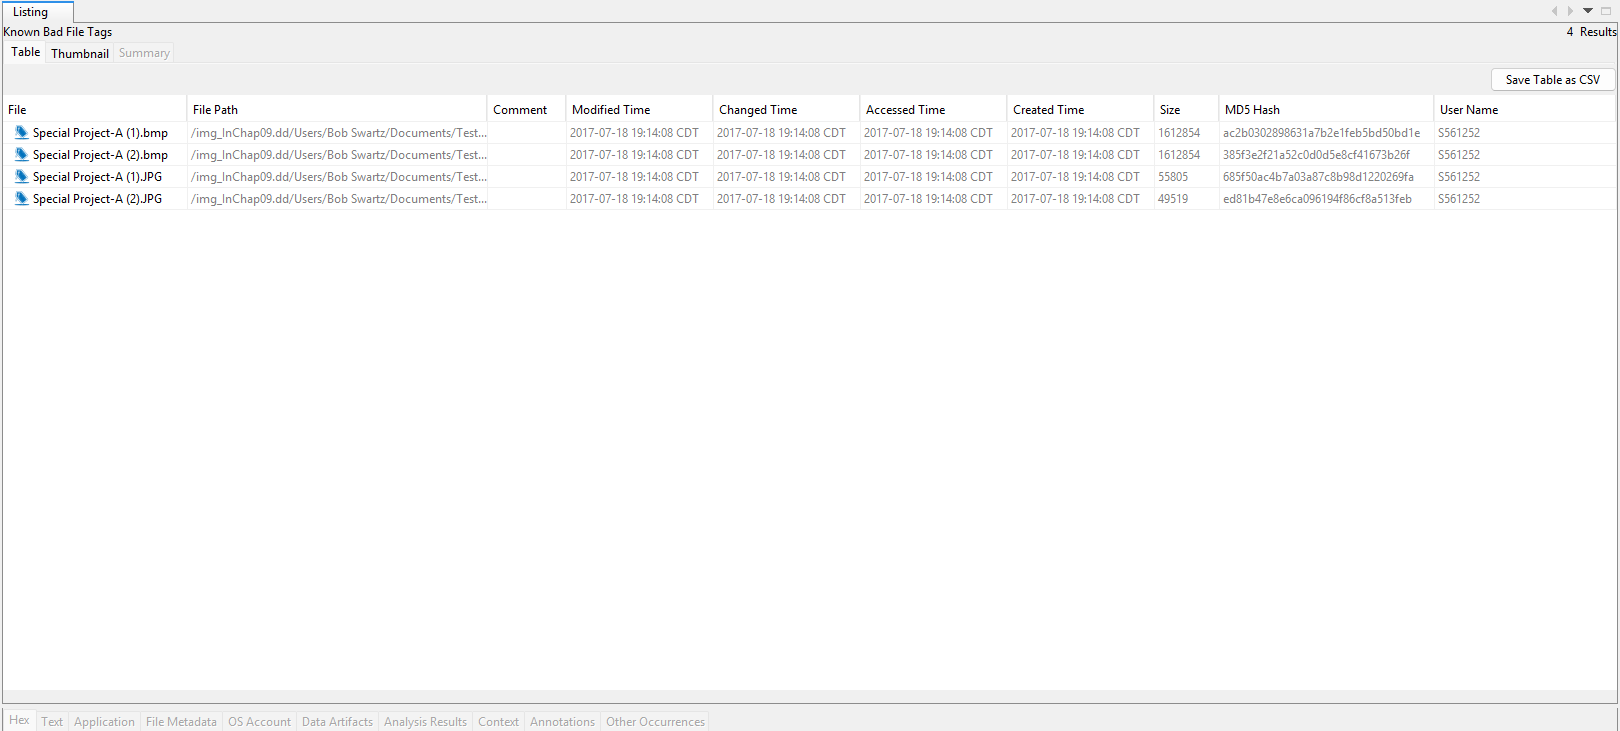 Listing
Known Bad File Tags 4 Results
Table Thumbnail Summary
Save Table as CSV
File File Path Comment Modified Time Changed Time Accessed Time Created Time Size MD5 Hash User Name
Special Project-A (1).bmp /img_InChap09.dd/Users/Bob Swartz/Documents/Test... 2017-07-18 19:14:08 CDT 2017-07-18 19:14:08 CDT 2017-07-18 19:14:08 CDT 2017-07-18 19:14:08 CDT 1612854 ac2b0302898631a7b2e1feb5bd50bd1e S561252
Special Project-A (2).bmp /img_InChap09.dd/Users/Bob Swartz/Documents/Test... 2017-07-18 19:14:08 CDT 2017-07-18 19:14:08 CDT 2017-07-18 19:14:08 CDT 2017-07-18 19:14:08 CDT 1612854 385f3e2f21a52c0d0d5e8cf41673b26f S561252
Special Project-A (1).JPG /img_InChap09.dd/Users/Bob Swartz/Documents/Test... 2017-07-18 19:14:08 CDT 2017-07-18 19:14:08 CDT 2017-07-18 19:14:08 CDT 2017-07-18 19:14:08 CDT 55805 685f50ac4b7a03a87c8b98d1220269fa S561252
Special Project-A (2).JPG /img_InChap09.dd/Users/Bob Swartz/Documents/Test... 2017-07-18 19:14:08 CDT 2017-07-18 19:14:08 CDT 2017-07-18 19:14:08 CDT 2017-07-18 19:14:08 CDT 49519 ed81b47e8e6ca096194f86cf8a513feb S561252
Hex Text Application File Metadata OS Account Data Artifacts Analysis Results Context Annotations Other Occurrences